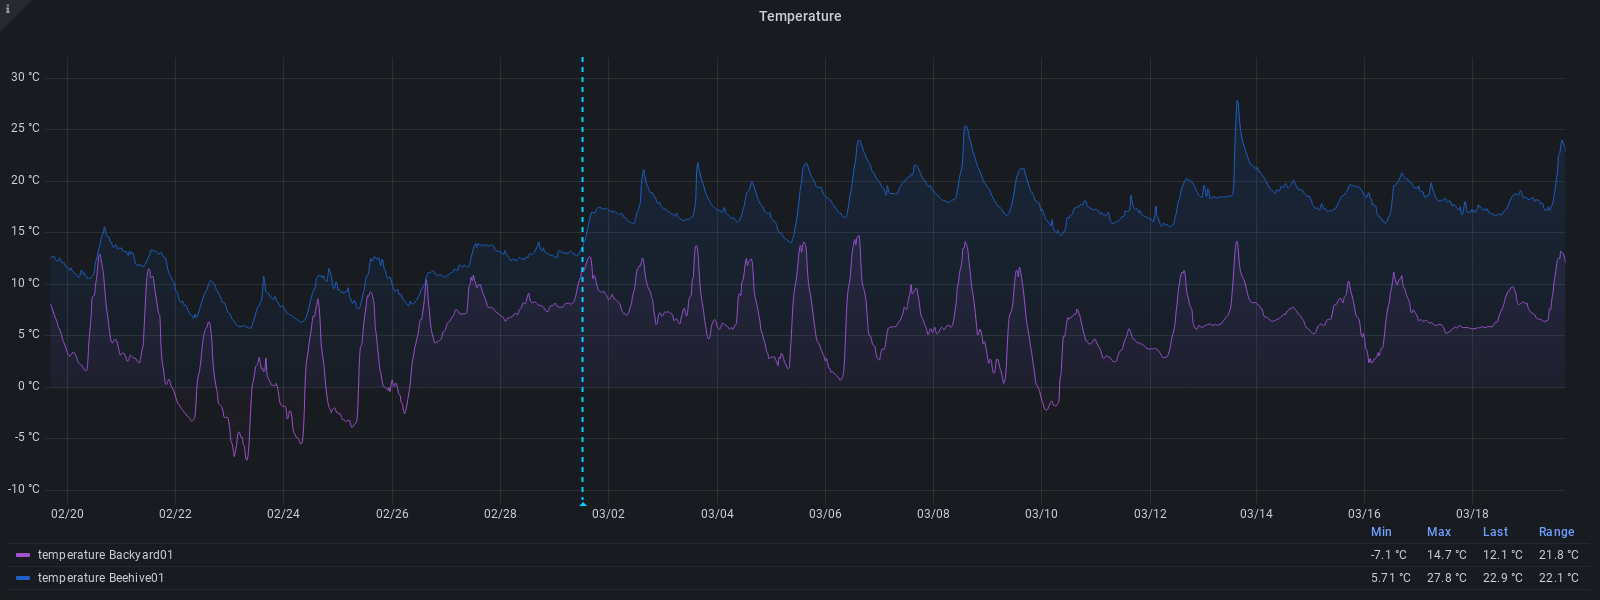 i
Temperature
30 °C
25 °C
20 °C
15 °C
10 °C
5 °C
0 °C
-5 °C
-10 °C
02/20 02/22 02/24 02/26 02/28 03/02 03/04 03/06 03/08 03/10 03/12 03/14 03/16 03/18
Min Max Last Range
temperature Backyard01 -7.1 °C 14.7 °C 12.1 °C 21.8 °C
temperature Beehive01 5.71 °C 27.8 °C 22.9 °C 22.1 °C